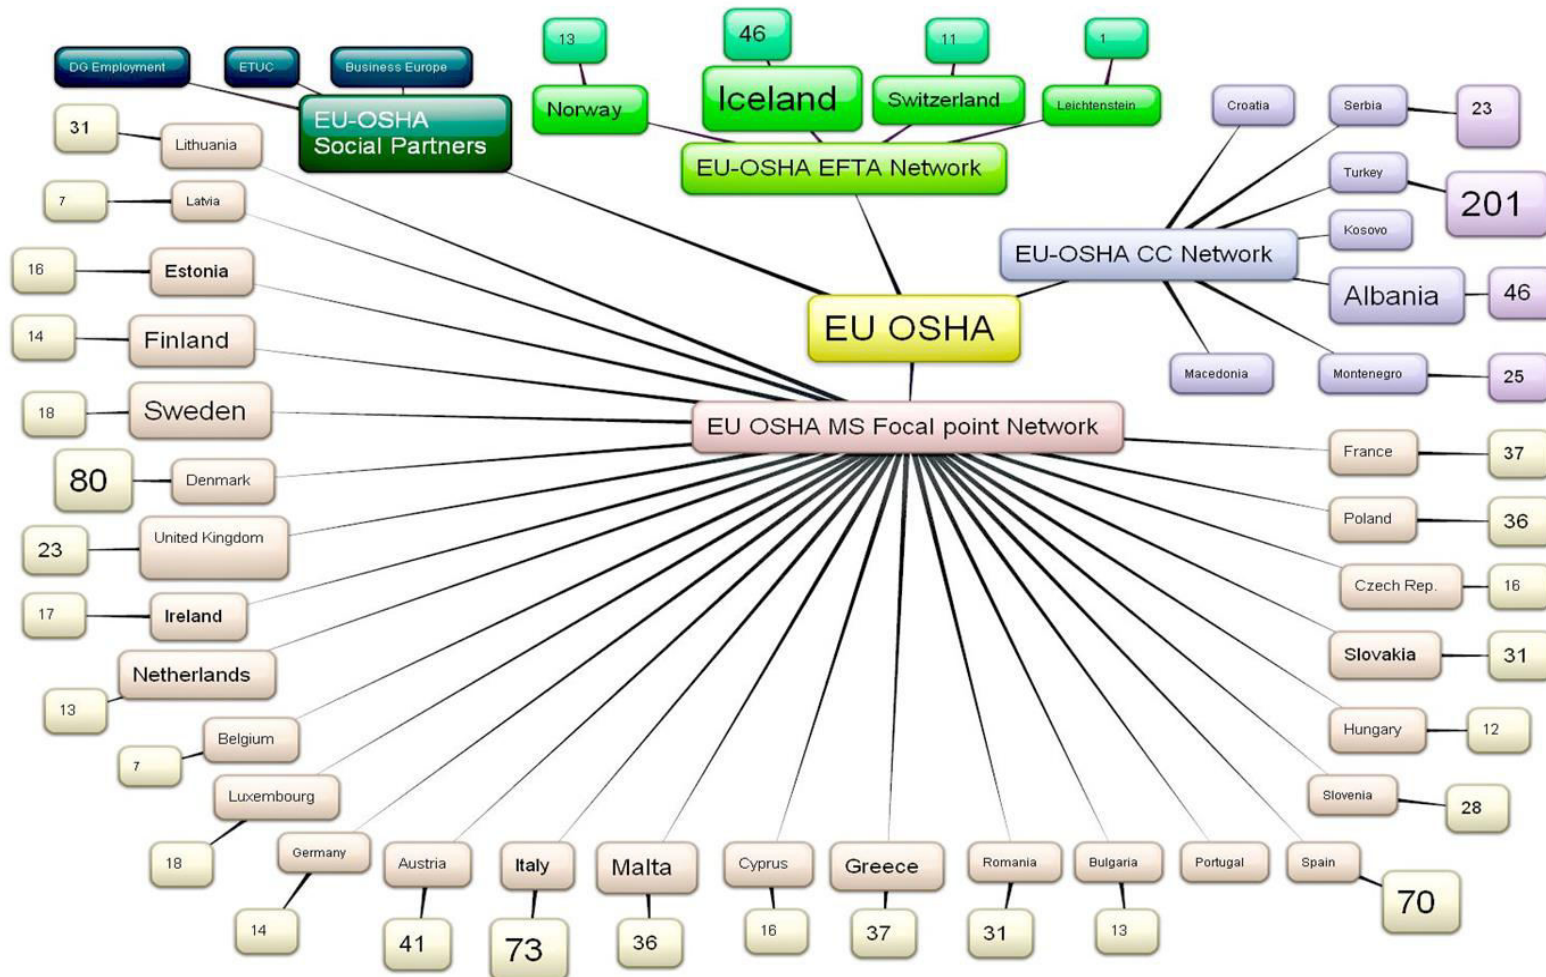 DG Employment
ETUC
Business Europe
EU-OSHA
Social Partners
13
46
11
1
Norway
Iceland
Switzerland
Leichtenstein
EU-OSHA EFTA Network
Croatia
Serbia
23
Turkey
201
Kosovo
EU-OSHA CC Network
Albania
46
Macedonia
Montenegro
25
EU OSHA
EU OSHA MS Focal point Network
31
Lithuania
7
Latvia
16
Estonia
14
Finland
18
Sweden
80
Denmark
23
United Kingdom
17
Ireland
Netherlands
13
Belgium
7
Luxembourg
18
Germany
14
Austria
41
Italy
73
Malta
36
Cyprus
16
Greece
37
Romania
31
Bulgaria
13
Portugal
Spain
70
Slovenia
28
Hungary
12
Slovakia
31
Czech Rep.
16
Poland
36
France
37